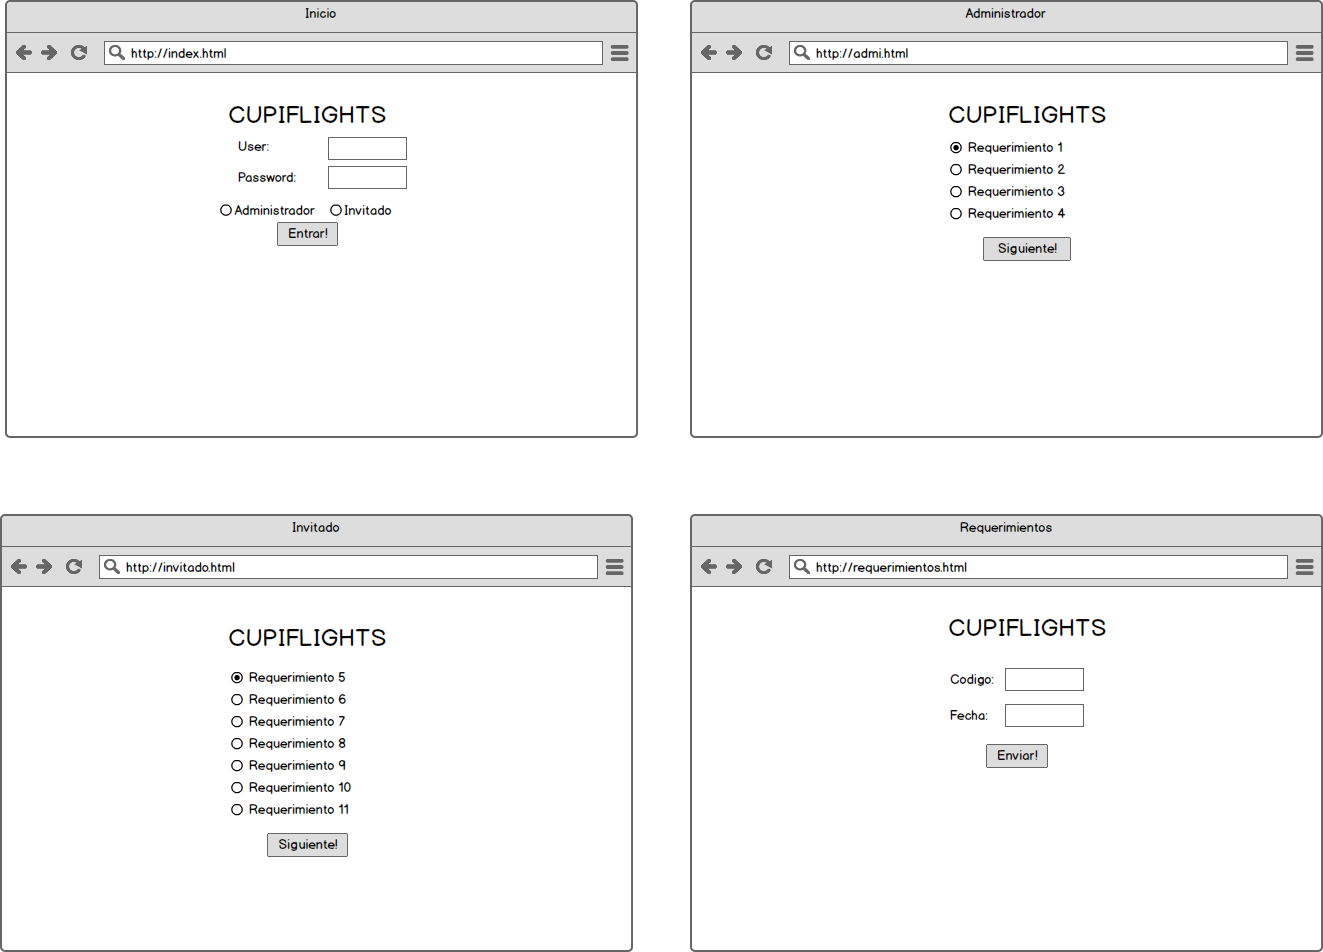 Inicio
http://index.html
CUPIFLIGHTS
User:
Password:
Administrador Invitado
Entrar!
Administrador
http://admi.html
CUPIFLIGHTS
Requerimiento 1
Requerimiento 2
Requerimiento 3
Requerimiento 4
Siguiente!
Invitado
http://invitado.html
CUPIFLIGHTS
Requerimiento 5
Requerimiento 6
Requerimiento 7
Requerimiento 8
Requerimiento 9
Requerimiento 10
Requerimiento 11
Siguiente!
Requerimientos
http://requerimientos.html
CUPIFLIGHTS
Codigo:
Fecha:
Enviar!